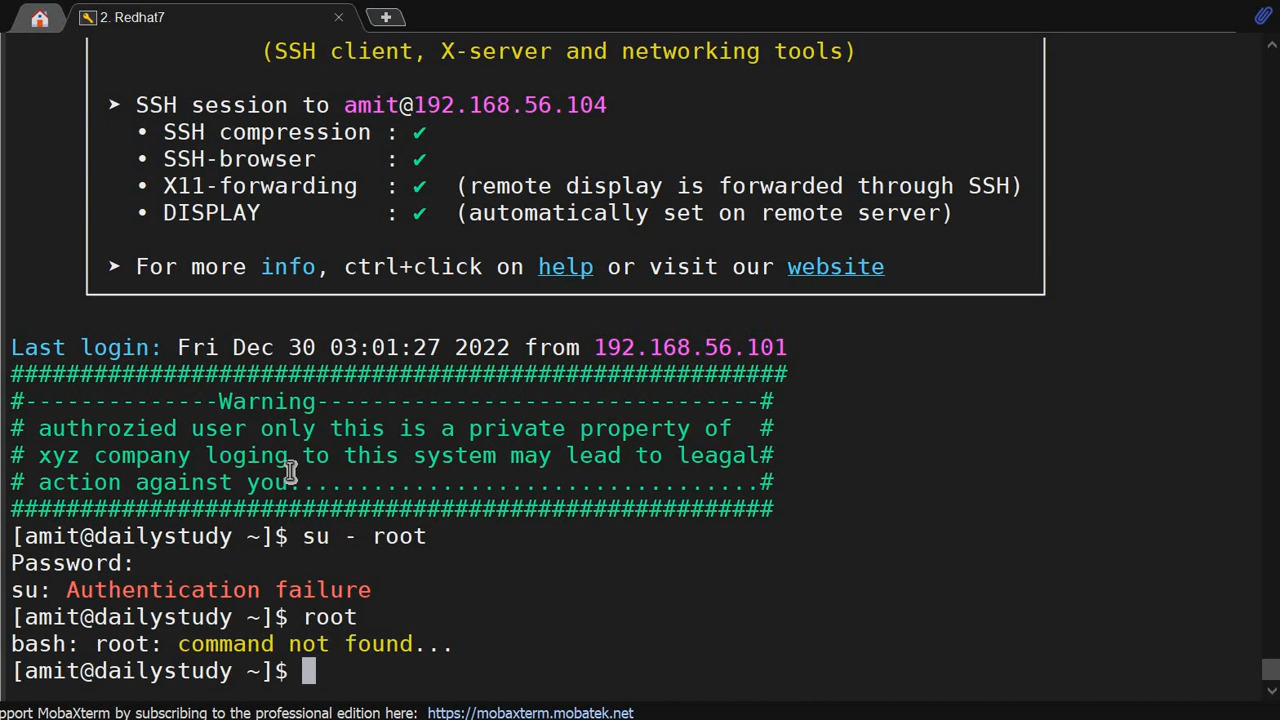 2. Redhat7
(SSH client, X-server and networking tools)
➤ SSH session to amit@192.168.56.104
• SSH compression : ✔
• SSH-browser     : ✔
• X11-forwarding  : ✔  (remote display is forwarded through SSH)
• DISPLAY         : ✔  (automatically set on remote server)
➤ For more info, ctrl+click on help or visit our website
Last login: Fri Dec 30 03:01:27 2022 from 192.168.56.101
########################################################
#--------------Warning--------------------------------#
# authrozied user only this is a private property of  #
# xyz company loging to this system may lead to leagal#
# action against you..................................#
#######################################################
[amit@dailystudy ~]$ su - root
Password:
su: Authentication failure
[amit@dailystudy ~]$ root
bash: root: command not found...
[amit@dailystudy ~]$
pport MobaXterm by subscribing to the professional edition here: https://mobaxterm.mobatek.net